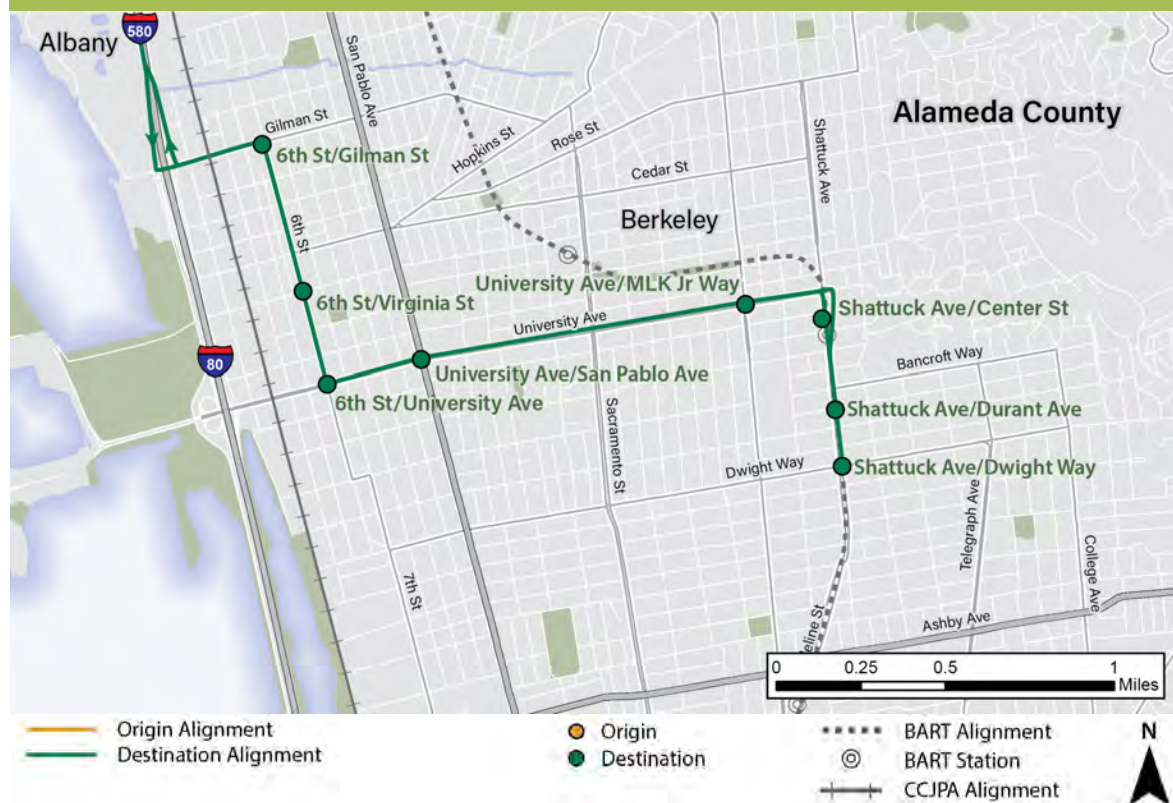 Albany
580
San Pablo Ave
Gilman St
6th St/Gilman St
Hopkins St
Rose St
Shattuck Ave
Alameda County
Cedar St
6th St
Berkeley
University Ave/MLK Jr Way
6th St/Virginia St
University Ave
Shattuck Ave/Center St
80
University Ave/San Pablo Ave
Bancroft Way
6th St/University Ave
Sacramento St
Shattuck Ave/Durant Ave
Dwight Way
Shattuck Ave/Dwight Way
Telegraph Ave
College Ave
7th St
eline St
Ashby Ave
0 0.25 0.5 1
Miles
Origin Alignment
Destination Alignment
Origin
Destination
BART Alignment
BART Station
CCJPA Alignment
N